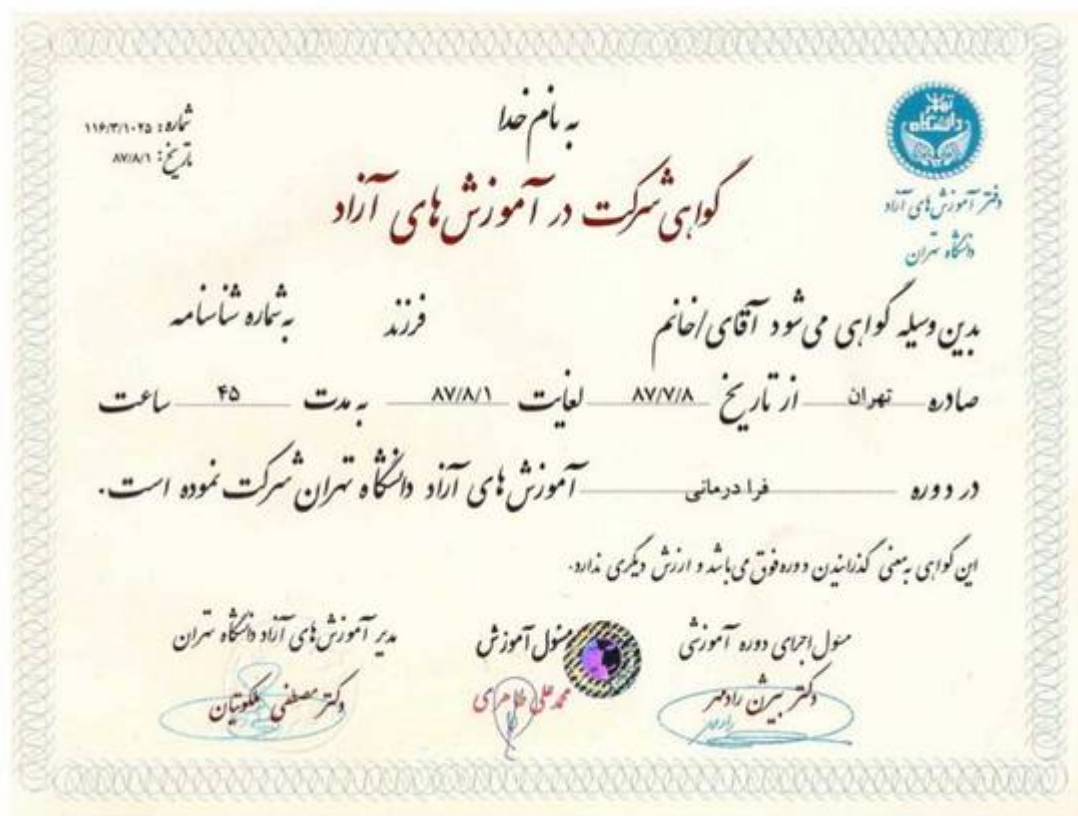 به نام خدا
شماره: ۱۱۶/۳/۱۰۲۵
تاریخ: ۸۷/۸/۱
دانشگاه تهران
دفتر آموزش های آزاد
دانشگاه تهران
گواهی شرکت در آموزش های آزاد
بدین وسیله گواهی می شود آقای/خانم فرزند به شماره شناسنامه
صادره تهران از تاریخ ۸۷/۷/۸ لغایت ۸۷/۸/۱ به مدت ۴۵ ساعت
در دوره فرا درمانی آموزش های آزاد دانشگاه تهران شرکت نموده است.
این گواهی به معنی گذرانیدن دوره فوق می باشد و ارزش دیگری ندارد.
مسئول اجرای دوره آموزشی
دکتر بیژن رادمهر
مسئول آموزش
محمد علی طاهری
مدیر آموزش های آزاد دانشگاه تهران
دکتر مصطفی ملکوتیان